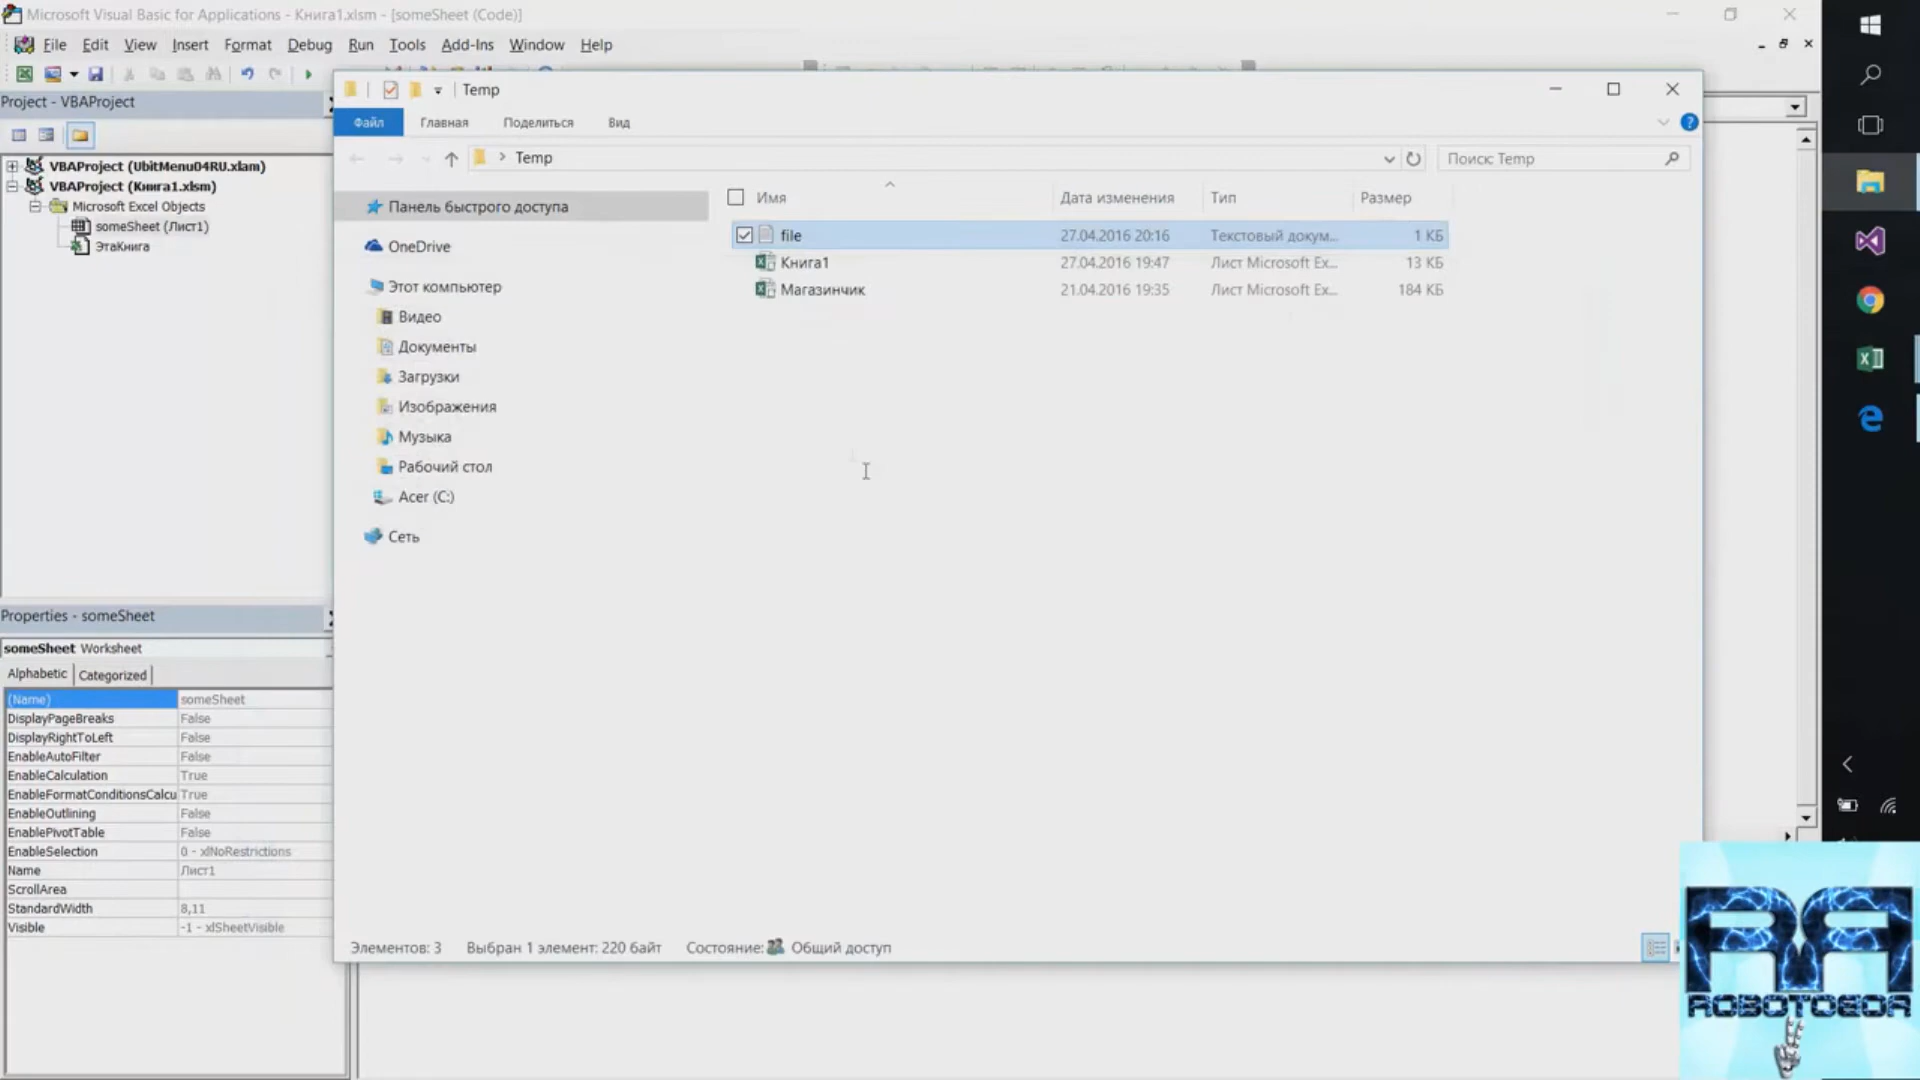 Microsoft Visual Basic for Applications - Книга1.xlsm - [someSheet (Code)]
File Edit View Insert Format Debug Run Tools Add-Ins Window Help
Project - VBAProject
VBAProject (UbitMenu04RU.xlam)
VBAProject (Книга1.xlsm)
Microsoft Excel Objects
someSheet (Лист1)
ЭтаКнига
Properties - someSheet
someSheet Worksheet
Alphabetic Categorized
(Name) someSheet
DisplayPageBreaks False
DisplayRightToLeft False
EnableAutoFilter False
EnableCalculation True
EnableFormatConditionsCalcu True
EnableOutlining False
EnablePivotTable False
EnableSelection 0 - xlNoRestrictions
Name Лист1
ScrollArea
StandardWidth 8,11
Visible -1 - xlSheetVisible
Temp
Файл Главная Поделиться Вид
Temp
Поиск: Temp
Панель быстрого доступа
OneDrive
Этот компьютер
Видео
Документы
Загрузки
Изображения
Музыка
Рабочий стол
Acer (C:)
Сеть
Имя Дата изменения Тип Размер
file 27.04.2016 20:16 Текстовый докум... 1 КБ
Книга1 27.04.2016 19:47 Лист Microsoft Ex... 13 КБ
Магазинчик 21.04.2016 19:35 Лист Microsoft Ex... 184 КБ
Элементов: 3 Выбран 1 элемент: 220 байт Состояние: Общий доступ